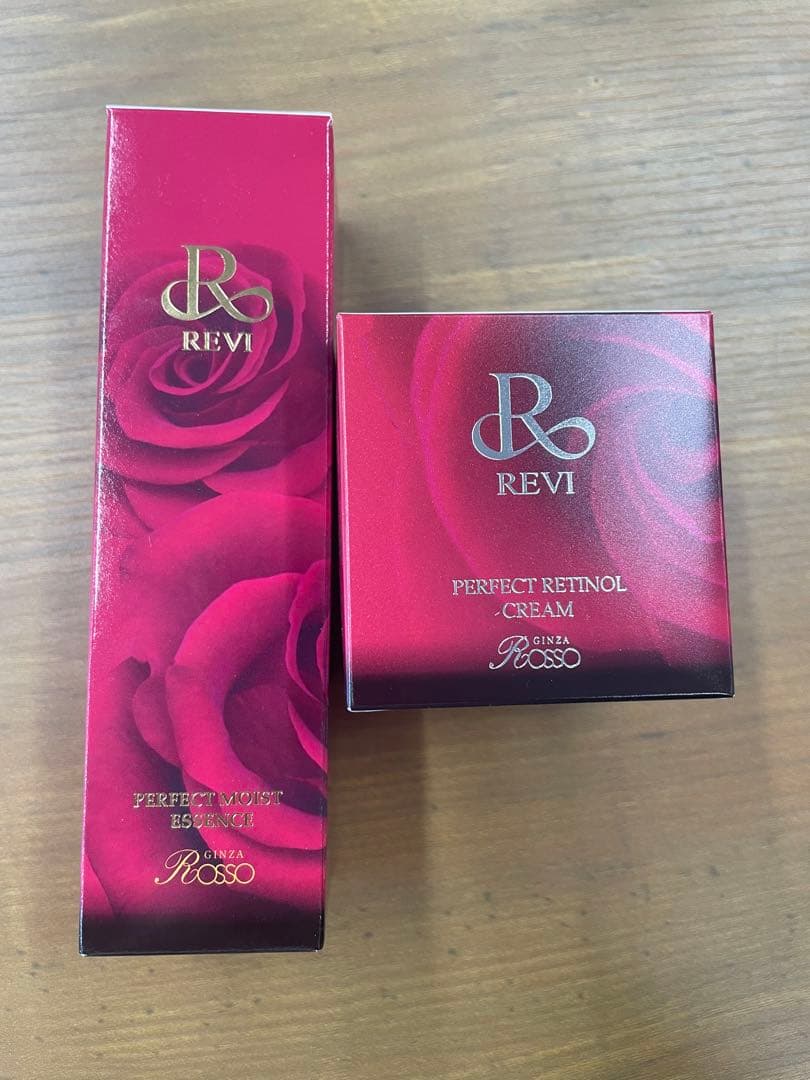 R
REVI
PERFECT MOIST
ESSENCE
GINZA
Rosso
R
REVI
PERFECT RETINOL
CREAM
GINZA
Rosso